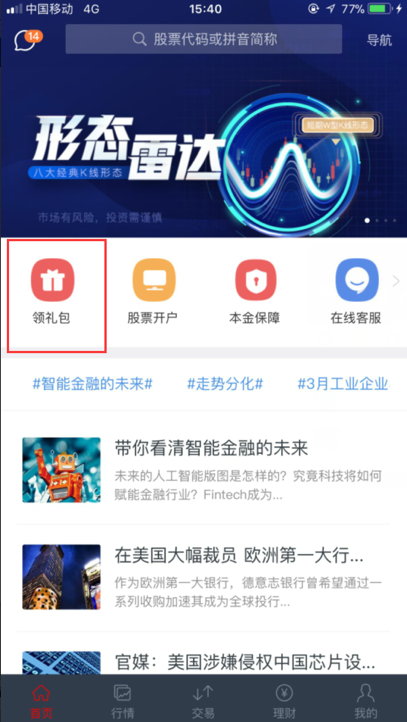 中国移动 4G 15:40 77%
14
股票代码或拼音简称
导航
形态雷达
短期W型K线形态
八大经典K线形态
市场有风险，投资需谨慎
领礼包 股票开户 本金保障 在线客服
#智能金融的未来# #走势分化# #3月工业企业
带你看清智能金融的未来
未来的人工智能版图是怎样的？究竟科技将如何
赋能金融行业？Fintech成为...
在美国大幅裁员 欧洲第一大行...
作为欧洲第一大银行，德意志银行曾希望通过一
系列收购加速其成为全球投行...
官媒：美国涉嫌侵权中国芯片设...
首页 行情 交易 理财 我的